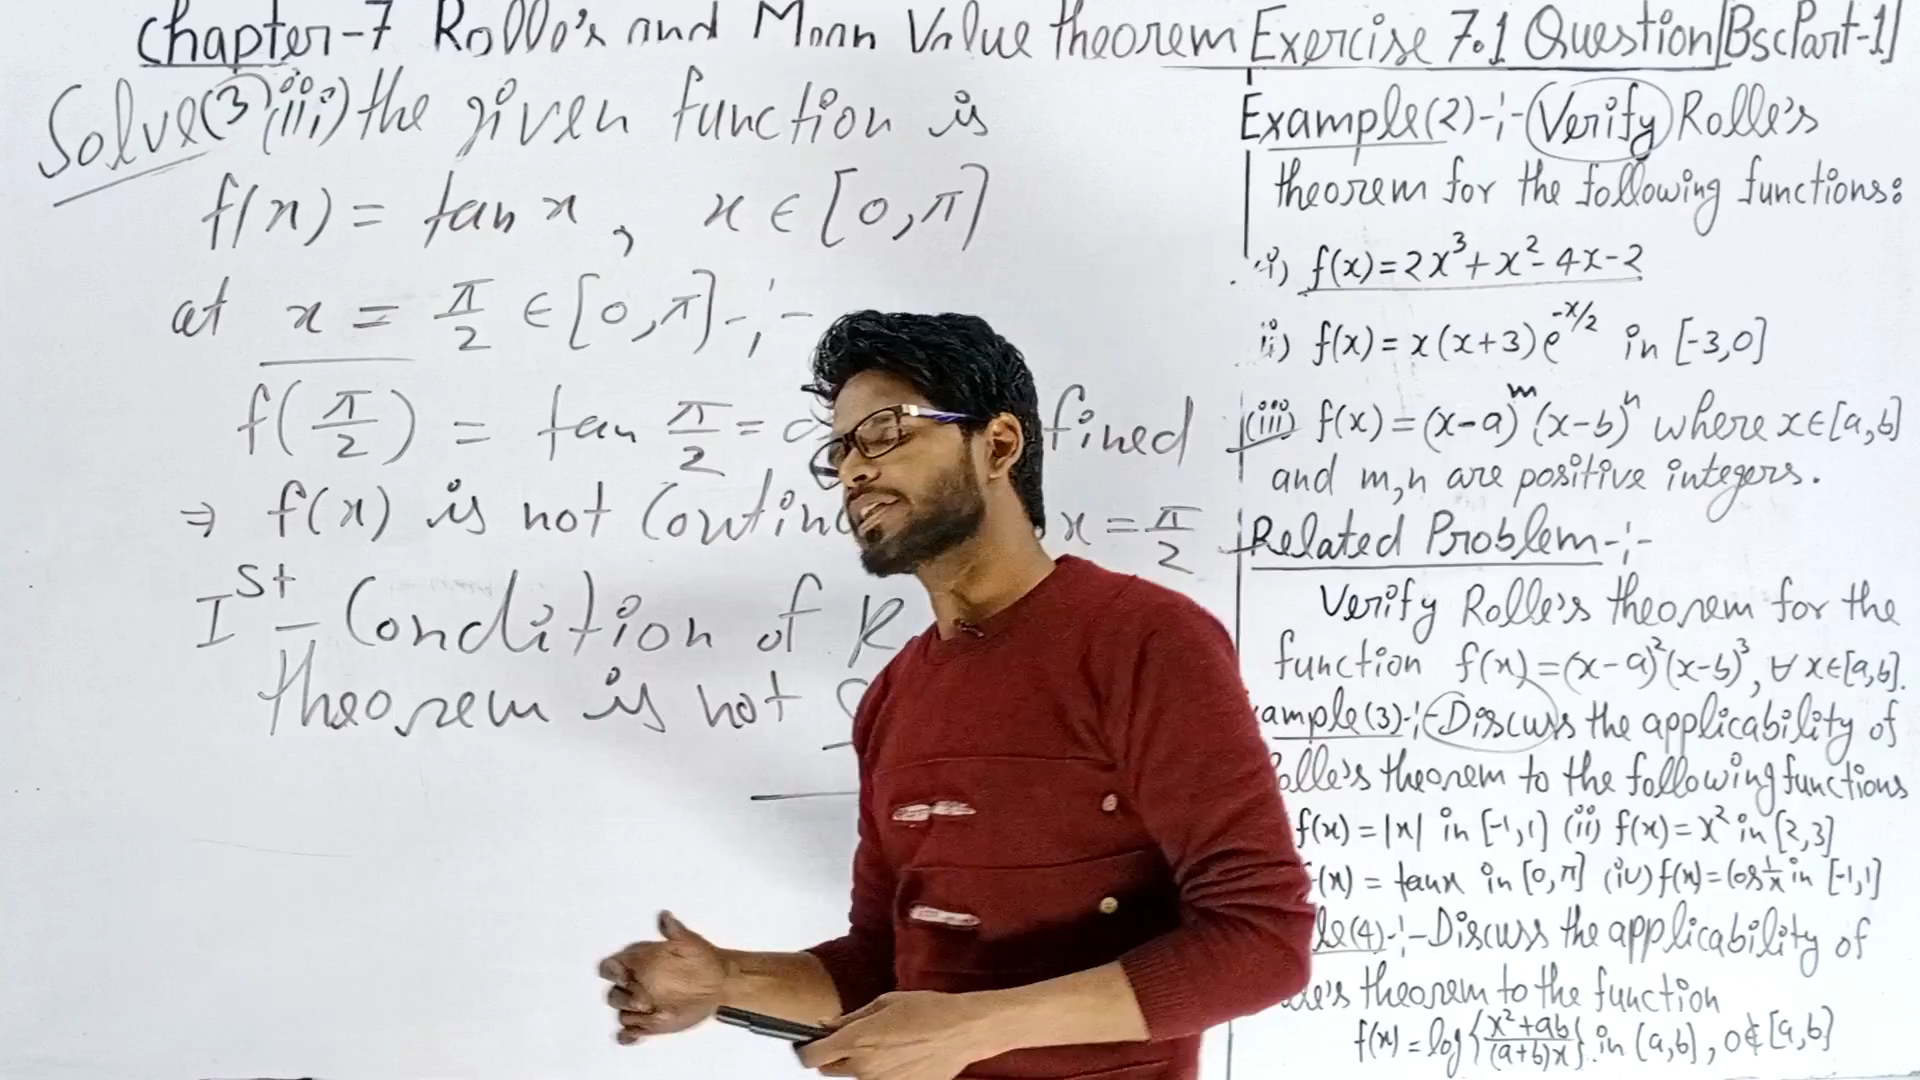 Chapter-7 Rolle's and Mean Value theorem Exercise 7.1 Question[Bsc Part-1]
Solve(3)(iii) the given function is
f(x) = tan x , x ∈ [0,π]
at x = π/2 ∈ [0,π] -:-
f(π/2) = tan π/2 = fined
⇒ f(x) is not Contin x = π/2
Ist Condition of R
theorem is not S
Example(2)-:- Verify Rolle's
theorem for the following functions:
i) f(x) = 2x³+x²-4x-2
ii) f(x) = x(x+3)e^{-x/2} in [-3,0]
(iii) f(x) = (x-a)^m (x-b)^n where x∈[a,b]
and m,n are positive integers.
Related Problem-:-
Verify Rolle's theorem for the
function f(x) = (x-a)²(x-b)³, ∀ x∈[a,b].
ample(3)-:- Discuss the applicability of
olle's theorem to the following functions
f(x) = |x| in [-1,1] (ii) f(x) = x² in [2,3]
f(x) = tanx in [0,π] (iv) f(x) = Cos 1/x in [-1,1]
le(4)-:- Discuss the applicability of
lle's theorem to the function
f(x) = log{x²+ab/(a+b)x} in [a,b], 0∉[a,b]